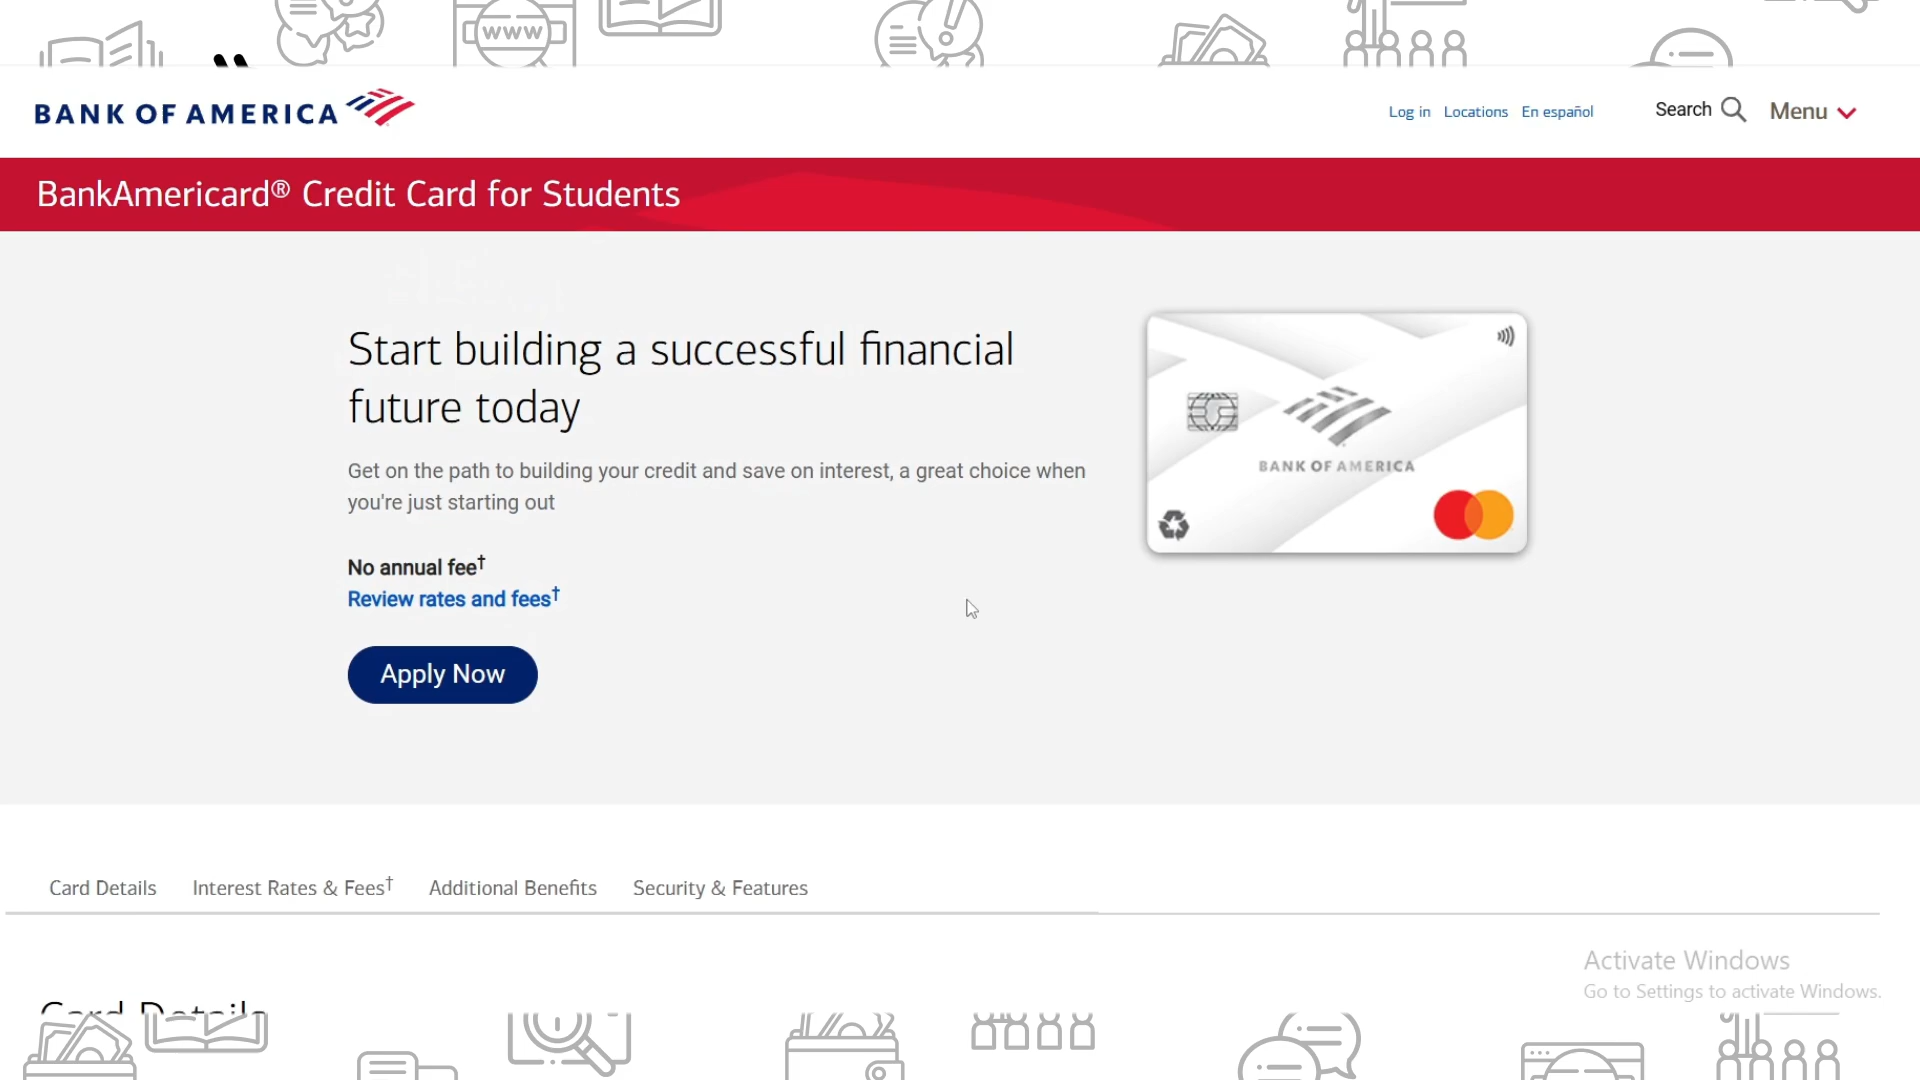 WWW
BANK OF AMERICA
Log in Locations En español Search Menu
BankAmericard® Credit Card for Students
Start building a successful financial
future today
Get on the path to building your credit and save on interest, a great choice when
you're just starting out
No annual fee†
Review rates and fees†
Apply Now
BANK OF AMERICA
Card Details Interest Rates & Fees† Additional Benefits Security & Features
Activate Windows
Go to Settings to activate Windows.
Card Details